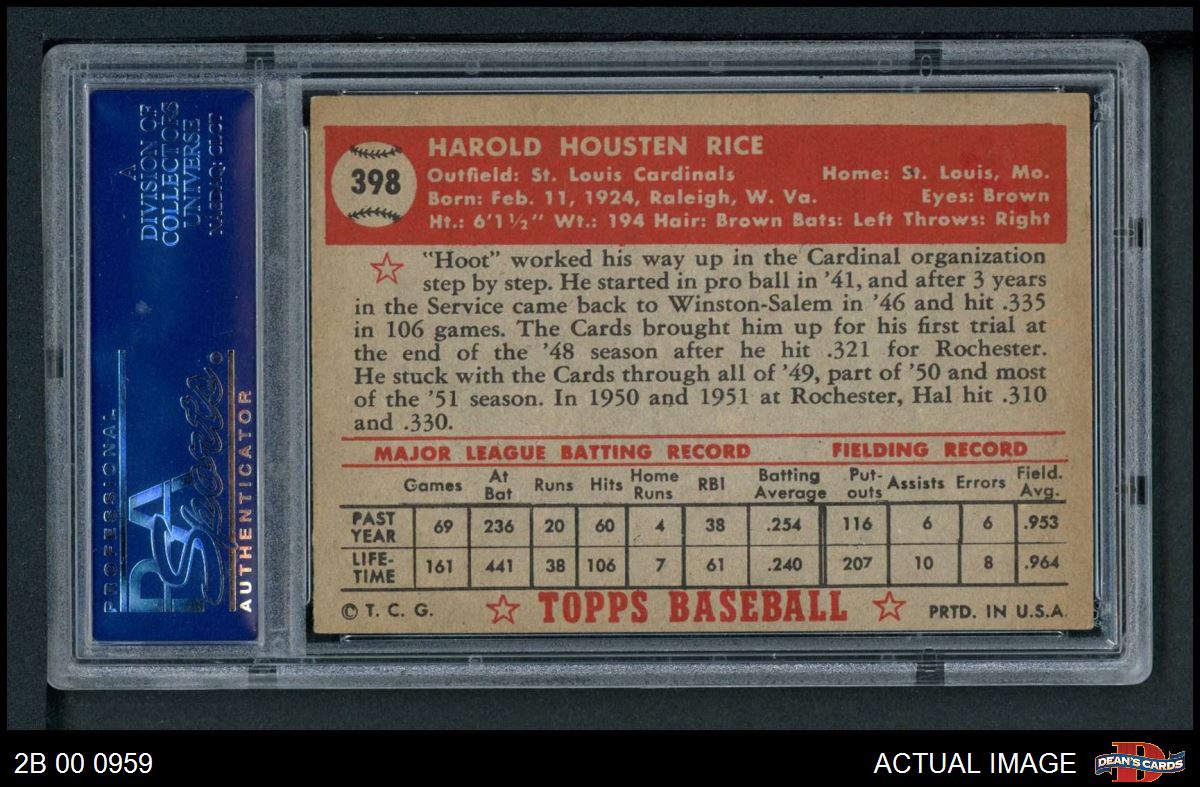 A
DIVISION OF
COLLECTORS
UNIVERSE
NASDAQ: CLCT
PROFESSIONAL
PSA
Sports
AUTHENTICATOR
398
HAROLD HOUSTEN RICE
Outfield: St. Louis Cardinals Home: St. Louis, Mo.
Born: Feb. 11, 1924, Raleigh, W. Va. Eyes: Brown
Ht.: 6'1½" Wt.: 194 Hair: Brown Bats: Left Throws: Right
"Hoot" worked his way up in the Cardinal organization
step by step. He started in pro ball in '41, and after 3 years
in the Service came back to Winston-Salem in '46 and hit .335
in 106 games. The Cards brought him up for his first trial at
the end of the '48 season after he hit .321 for Rochester.
He stuck with the Cards through all of '49, part of '50 and most
of the '51 season. In 1950 and 1951 at Rochester, Hal hit .310
and .330.
MAJOR LEAGUE BATTING RECORD FIELDING RECORD
Games At Bat Runs Hits Home Runs RBI Batting Average Put-outs Assists Errors Field. Avg.
PAST YEAR 69 236 20 60 4 38 .254 116 6 6 .953
LIFE-TIME 161 441 38 106 7 61 .240 207 10 8 .964
© T. C. G. TOPPS BASEBALL PRTD. IN U.S.A.
2B 00 0959 ACTUAL IMAGE DEAN'S CARDS